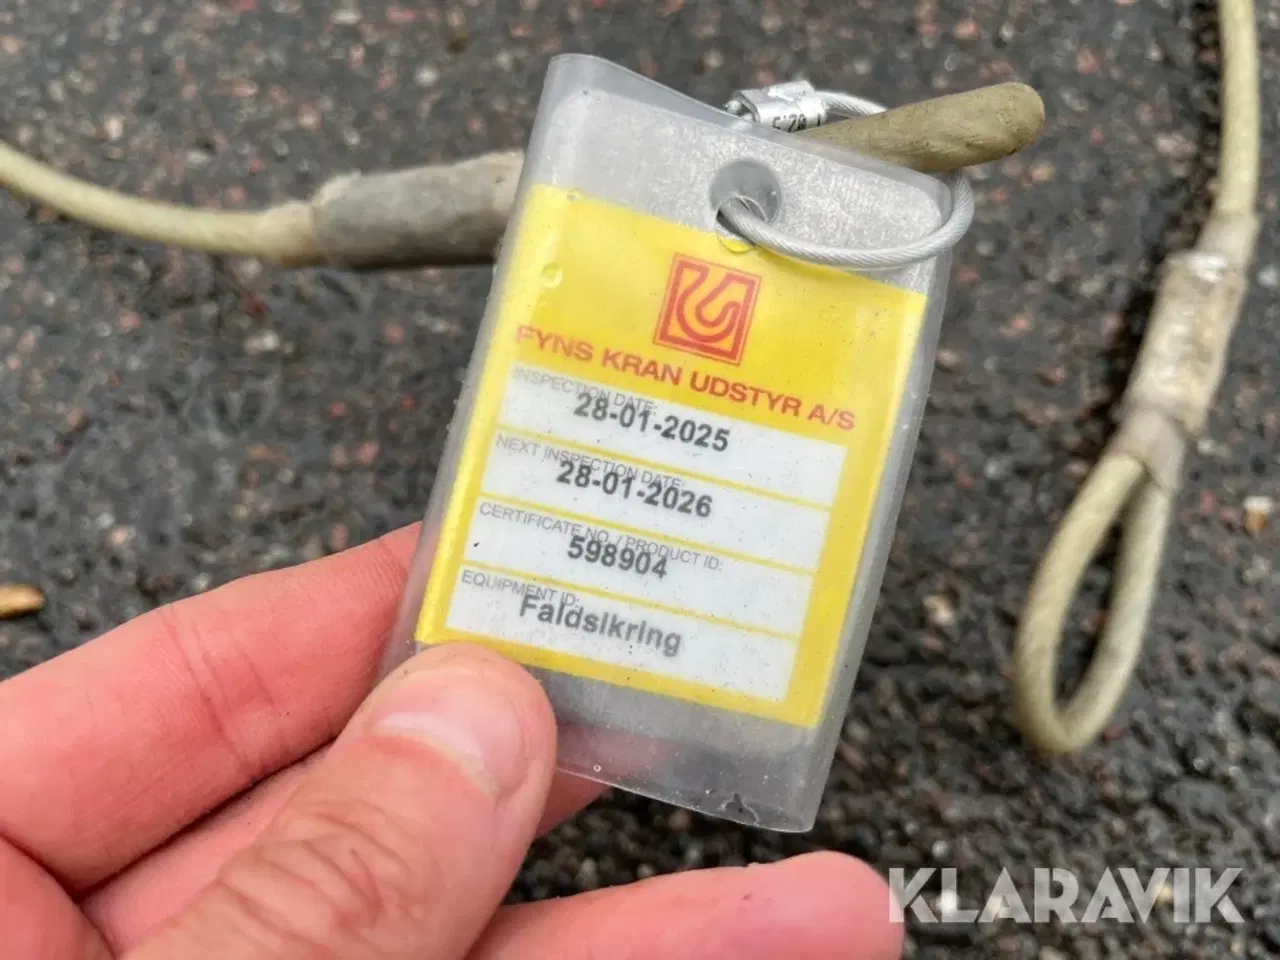 FYNS KRAN UDSTYR A/S
INSPECTION DATE:
28-01-2025
NEXT INSPECTION DATE:
28-01-2026
CERTIFICATE NO. / PRODUCT ID:
598904
EQUIPMENT ID:
Faldsikring
KLARAVIK